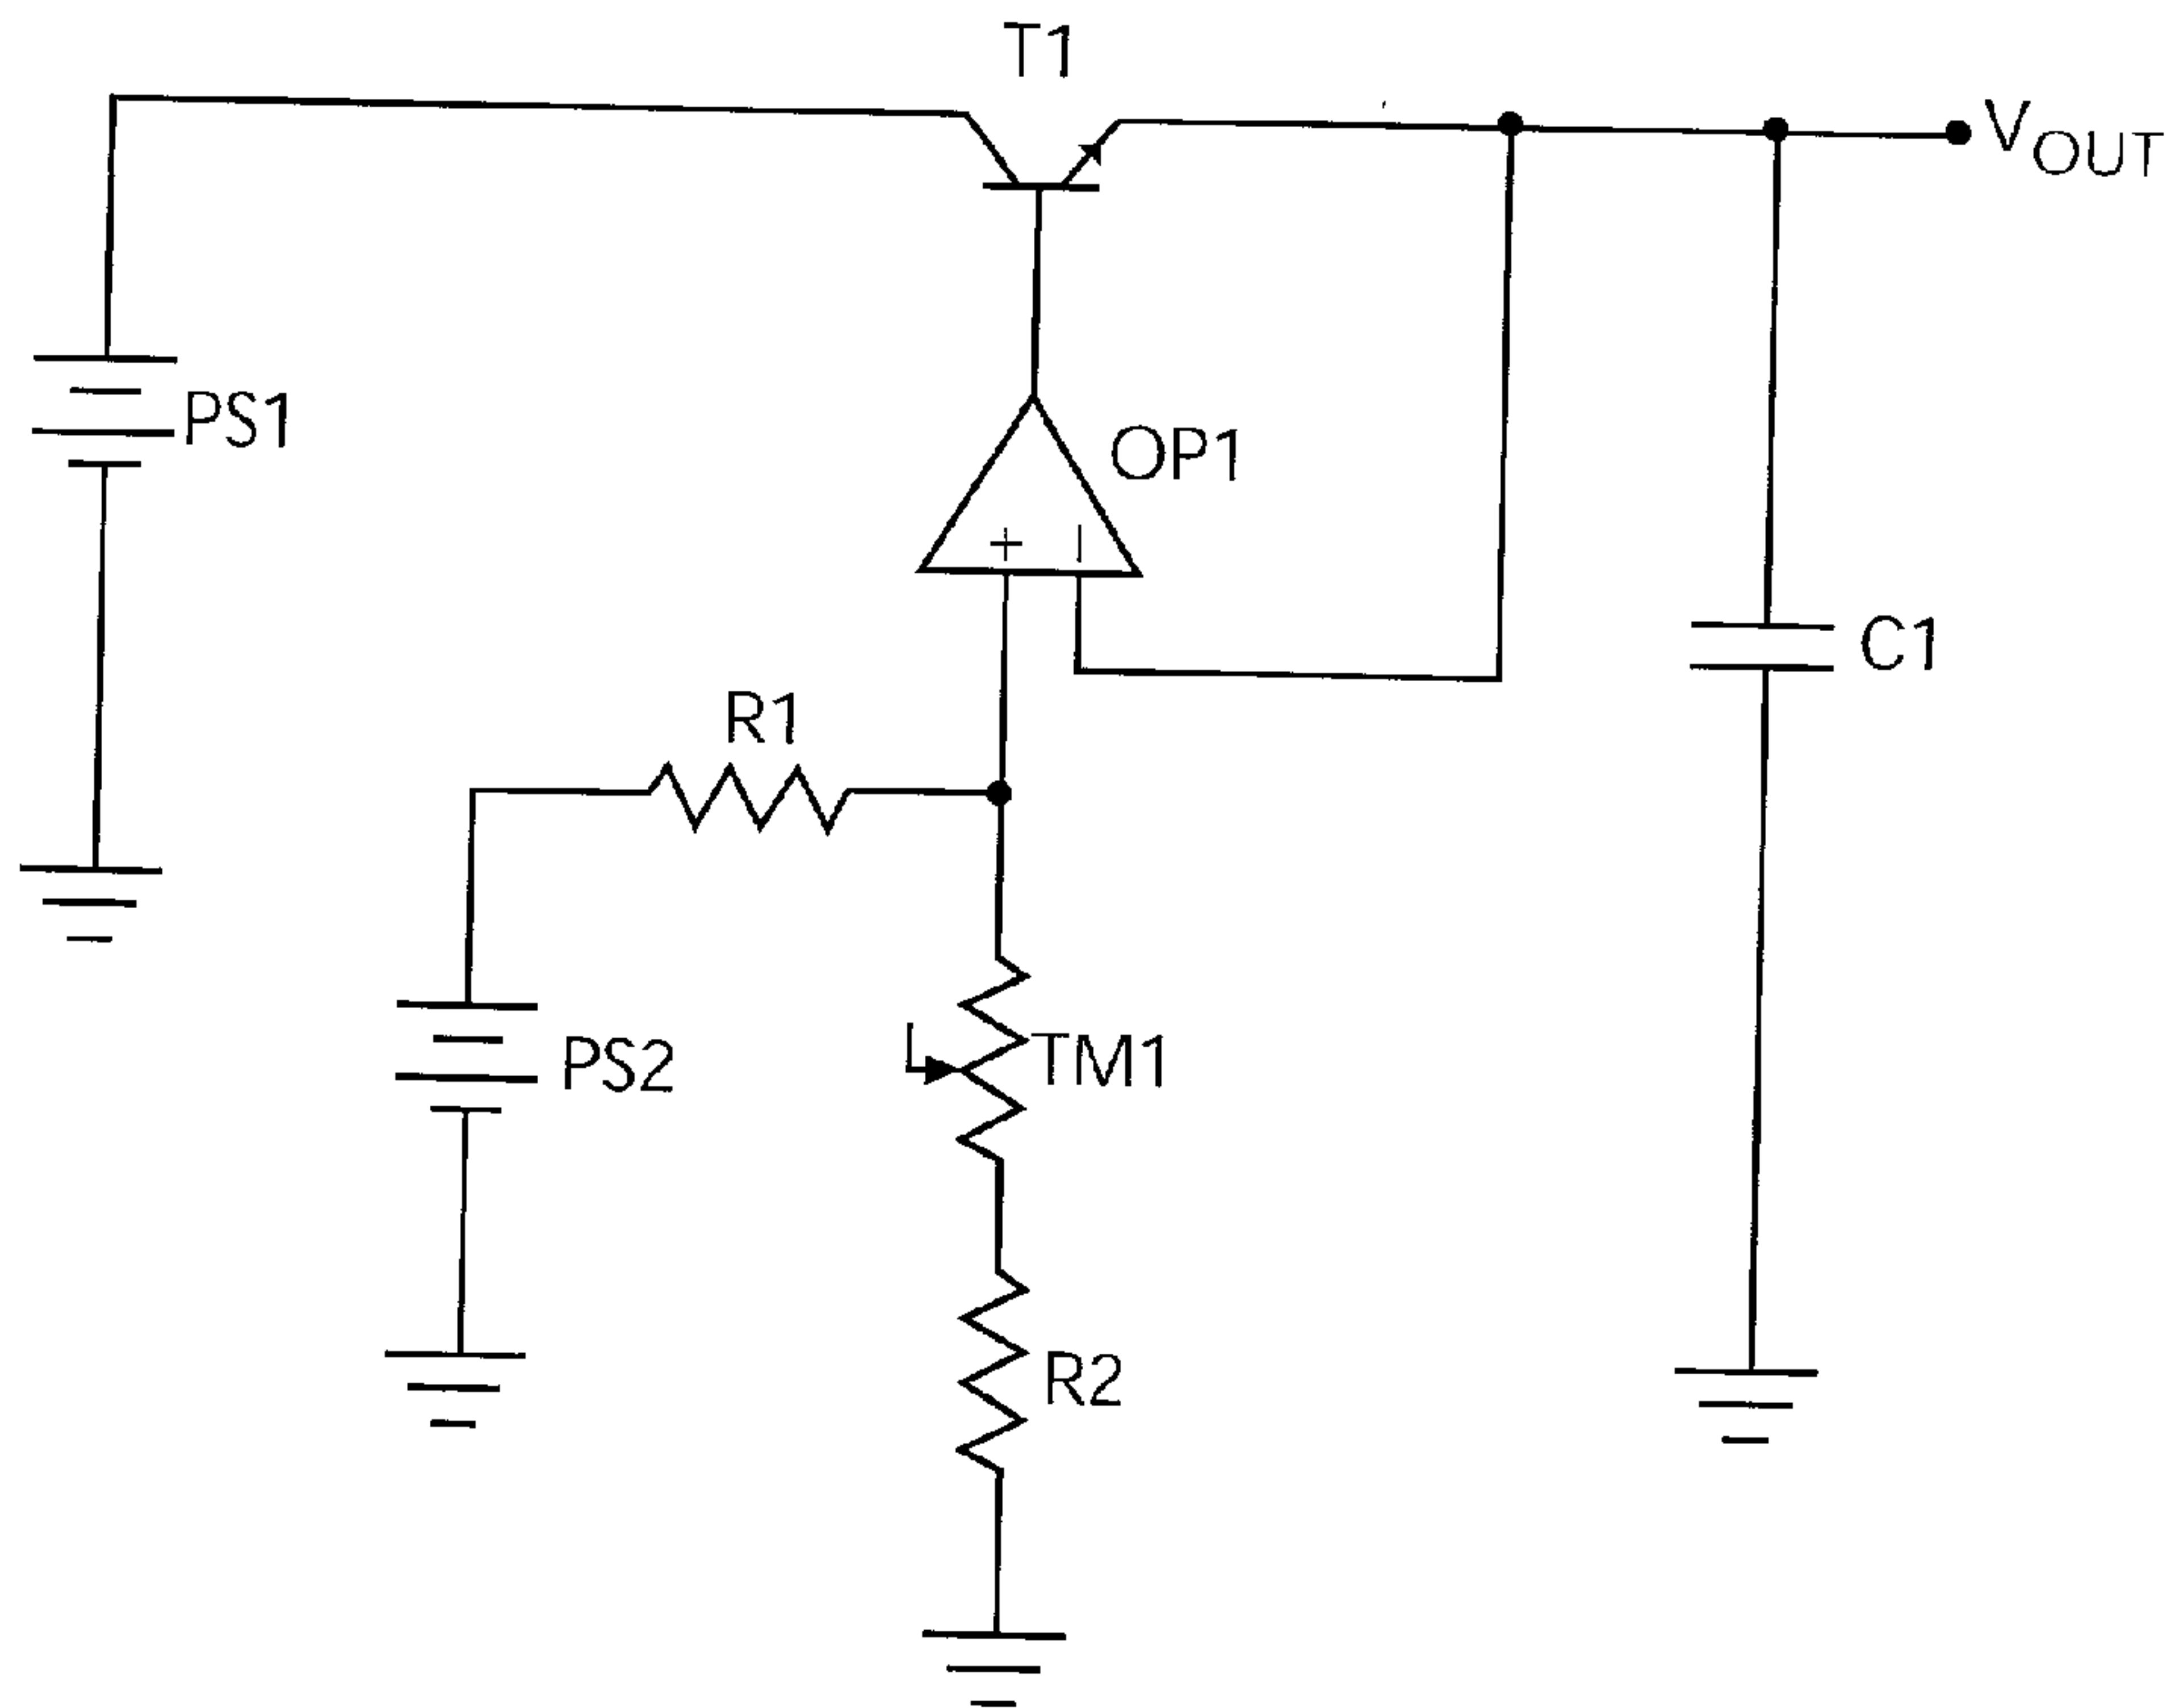 T1
VOUT
PS1
OP1
+ −
C1
R1
PS2
TM1
R2